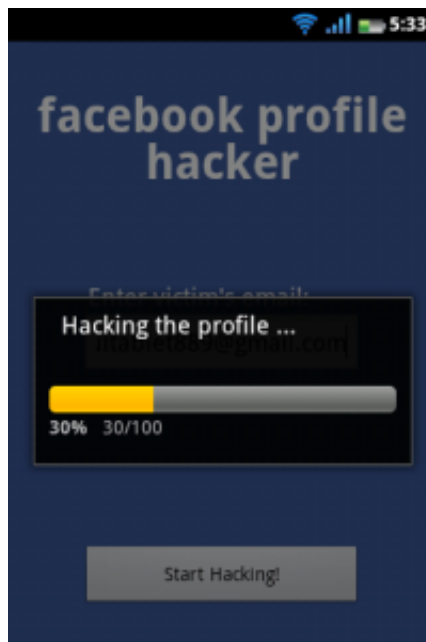 5:33
facebook profile
hacker
Enter victim's email:
Hacking the profile ...
30% 30/100
Start Hacking!